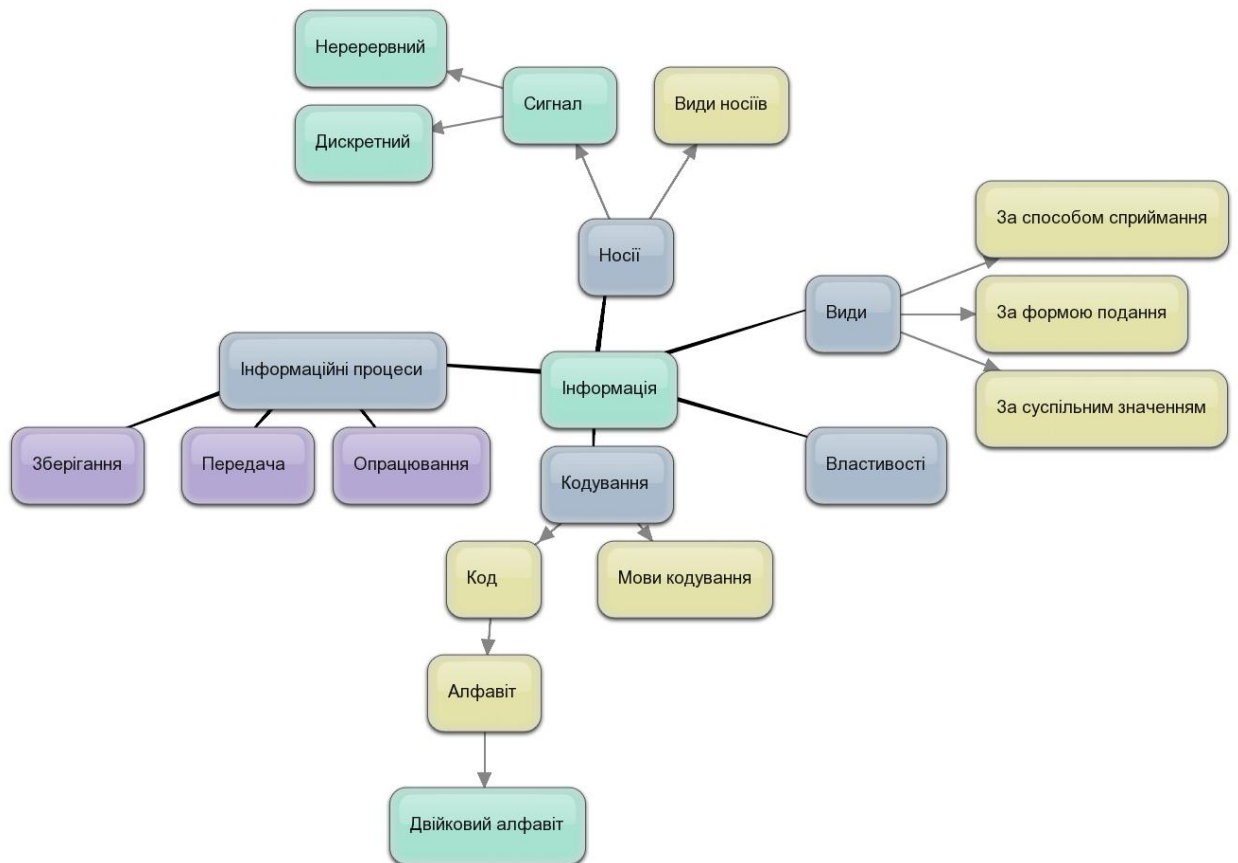 Нерерервний
Сигнал
Види носіїв
Дискретний
За способом сприймання
Носії
Види
За формою подання
Інформаційні процеси
Інформація
За суспільним значенням
Зберігання
Передача
Опрацювання
Кодування
Властивості
Код
Мови кодування
Алфавіт
Двійковий алфавіт